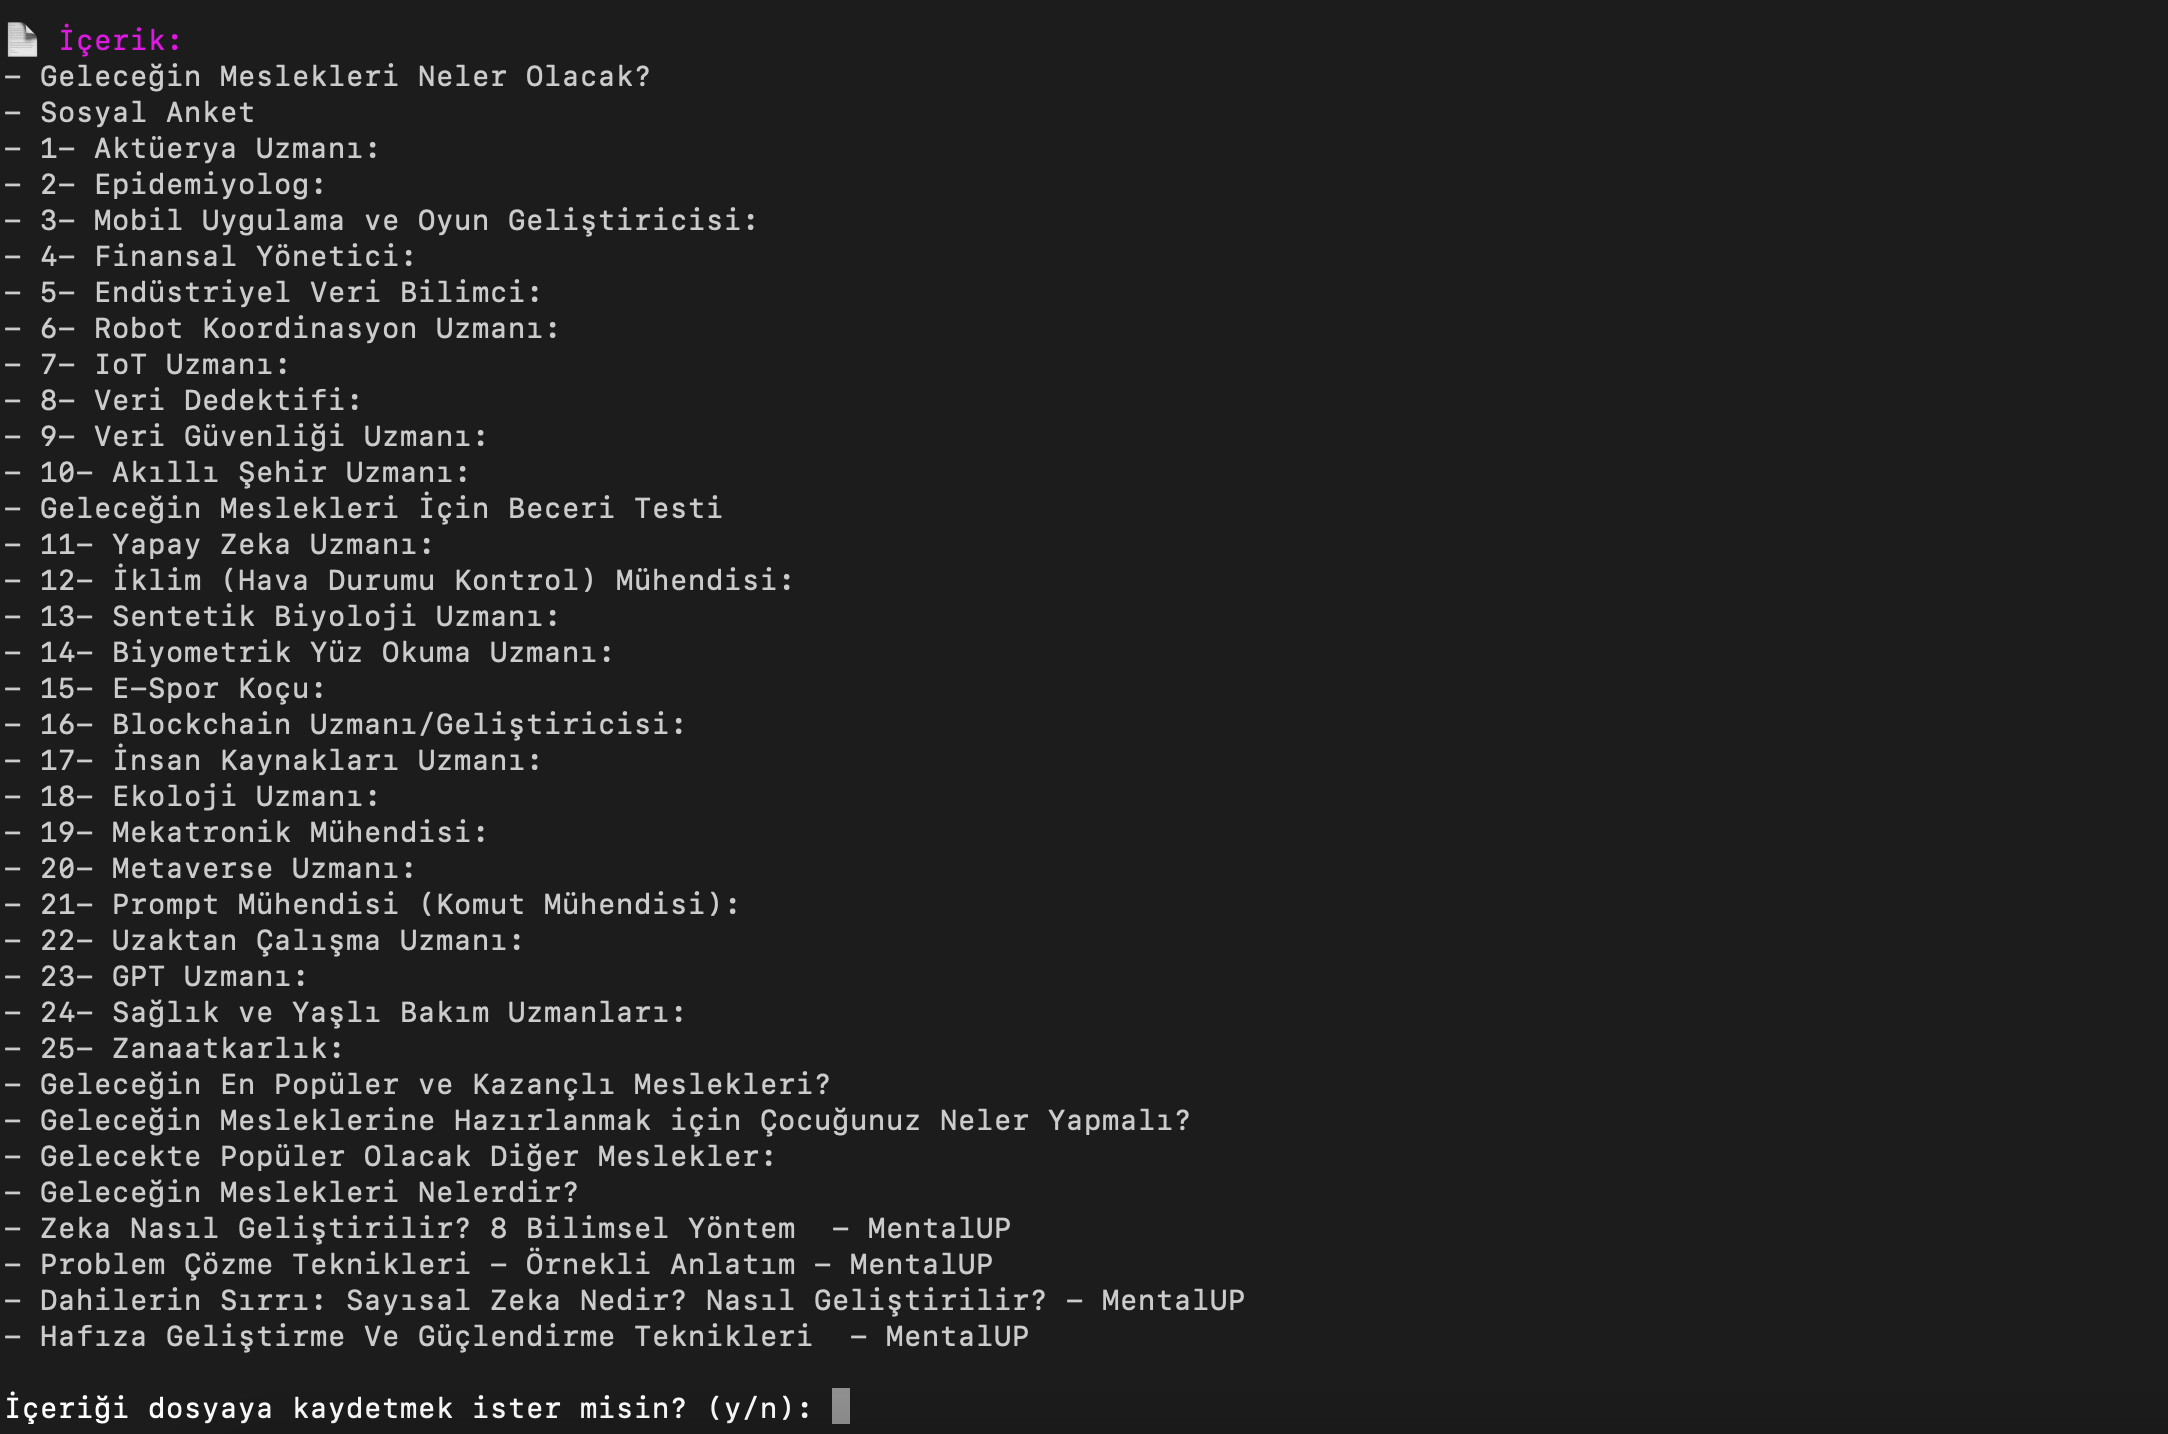 İçerik:
– Geleceğin Meslekleri Neler Olacak?
– Sosyal Anket
– 1– Aktüerya Uzmanı:
– 2– Epidemiyolog:
– 3– Mobil Uygulama ve Oyun Geliştiricisi:
– 4– Finansal Yönetici:
– 5– Endüstriyel Veri Bilimci:
– 6– Robot Koordinasyon Uzmanı:
– 7– IoT Uzmanı:
– 8– Veri Dedektifi:
– 9– Veri Güvenliği Uzmanı:
– 10– Akıllı Şehir Uzmanı:
– Geleceğin Meslekleri İçin Beceri Testi
– 11– Yapay Zeka Uzmanı:
– 12– İklim (Hava Durumu Kontrol) Mühendisi:
– 13– Sentetik Biyoloji Uzmanı:
– 14– Biyometrik Yüz Okuma Uzmanı:
– 15– E–Spor Koçu:
– 16– Blockchain Uzmanı/Geliştiricisi:
– 17– İnsan Kaynakları Uzmanı:
– 18– Ekoloji Uzmanı:
– 19– Mekatronik Mühendisi:
– 20– Metaverse Uzmanı:
– 21– Prompt Mühendisi (Komut Mühendisi):
– 22– Uzaktan Çalışma Uzmanı:
– 23– GPT Uzmanı:
– 24– Sağlık ve Yaşlı Bakım Uzmanları:
– 25– Zanaatkarlık:
– Geleceğin En Popüler ve Kazançlı Meslekleri?
– Geleceğin Mesleklerine Hazırlanmak için Çocuğunuz Neler Yapmalı?
– Gelecekte Popüler Olacak Diğer Meslekler:
– Geleceğin Meslekleri Nelerdir?
– Zeka Nasıl Geliştirilir? 8 Bilimsel Yöntem  – MentalUP
– Problem Çözme Teknikleri – Örnekli Anlatım – MentalUP
– Dahilerin Sırrı: Sayısal Zeka Nedir? Nasıl Geliştirilir? – MentalUP
– Hafıza Geliştirme Ve Güçlendirme Teknikleri  – MentalUP
İçeriği dosyaya kaydetmek ister misin? (y/n):